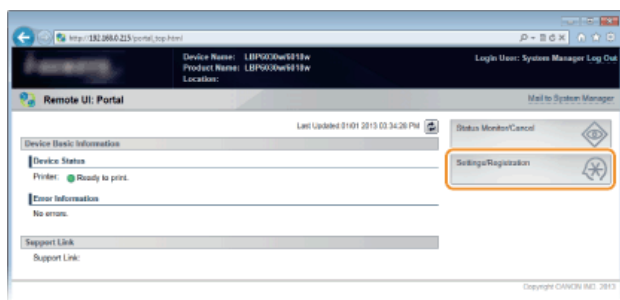 http://192.168.0.215/portal_top.html
Device Name: LBP6030w/6018w
Product Name: LBP6030w/6018w
Location:
Login User: System Manager Log Out
Remote UI: Portal
Mail to System Manager
Last Updated 01/01 2013 03:34:26 PM
Device Basic Information
Device Status
Printer: Ready to print.
Error Information
No errors.
Support Link
Support Link:
Status Monitor/Cancel
Settings/Registration
Copyright CANON INC. 2013